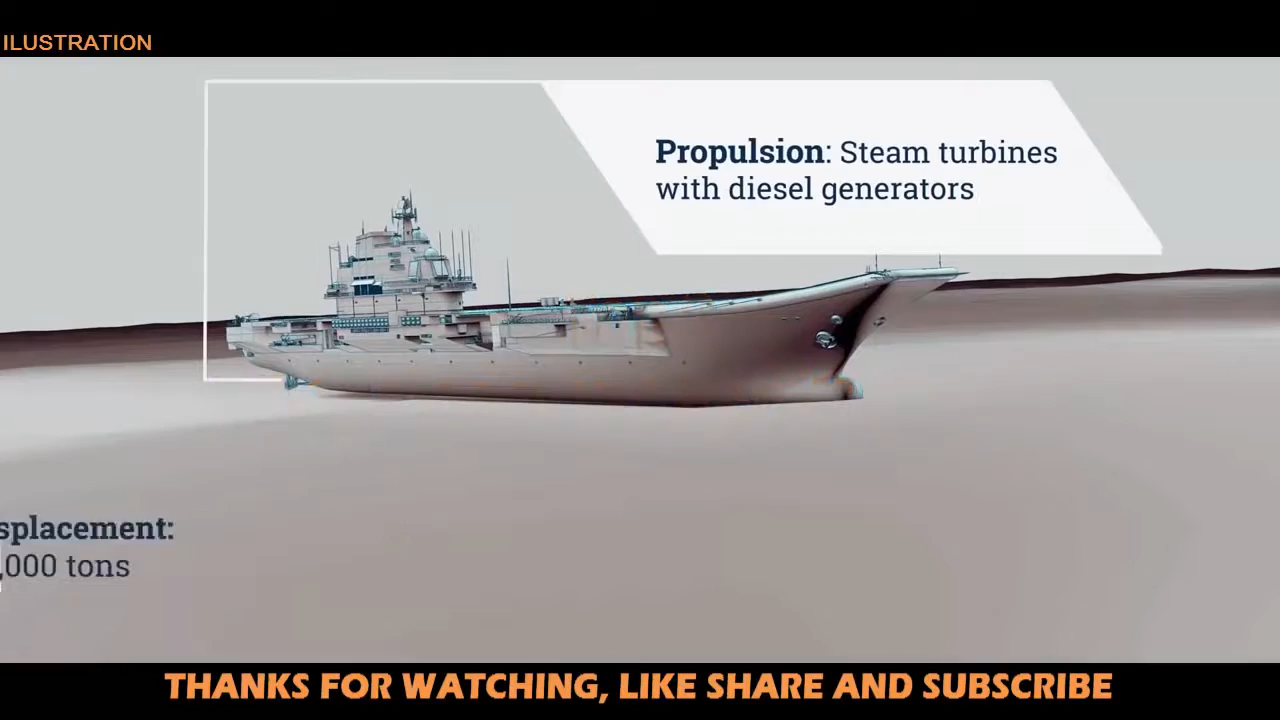 ILUSTRATION
Propulsion: Steam turbines
with diesel generators
splacement:
,000 tons
THANKS FOR WATCHING, LIKE SHARE AND SUBSCRIBE